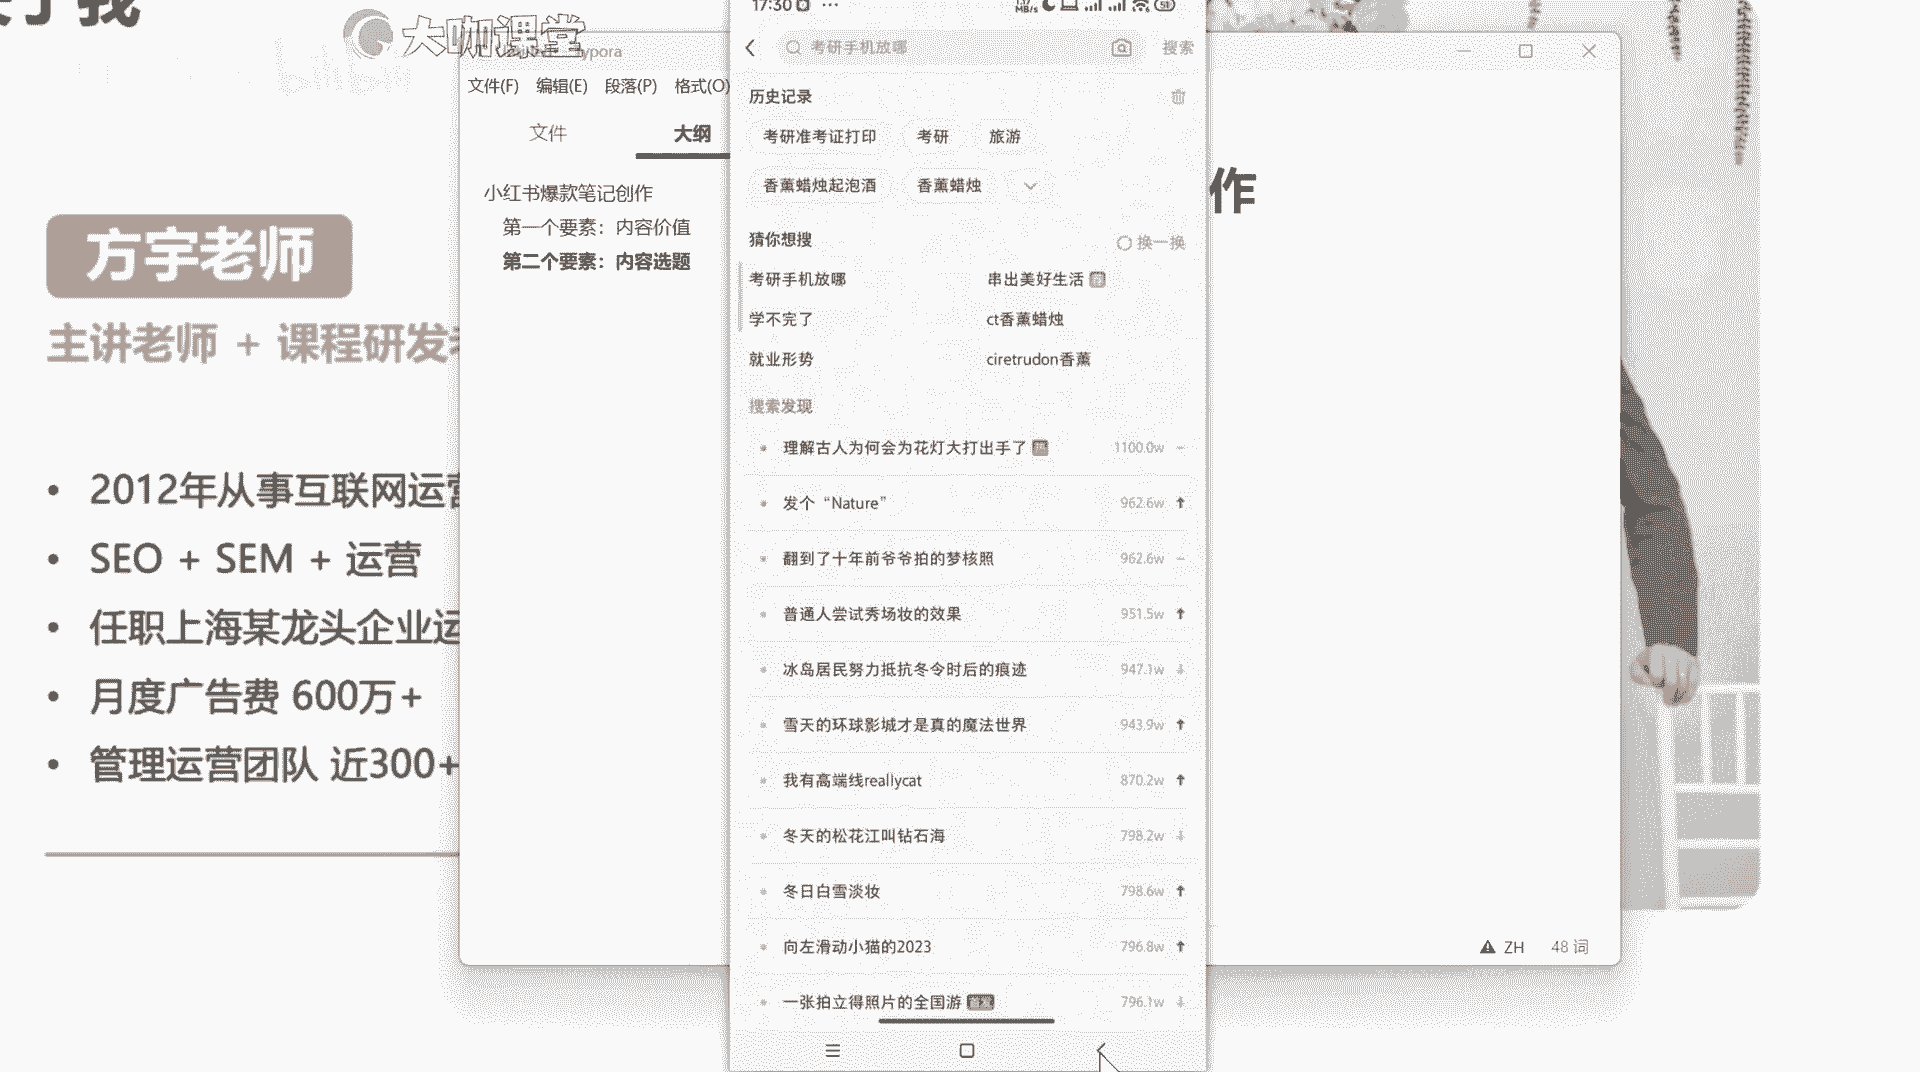 我
大咖课堂
bilibili
方宇老师
主讲老师 + 课程研发
• 2012年从事互联网运营
• SEO + SEM + 运营
• 任职上海某龙头企业运
• 月度广告费 600万+
• 管理运营团队 近300+
ypora
文件(F) 编辑(E) 段落(P) 格式(O)
文件 大纲
小红书爆款笔记创作
第一个要素：内容价值
第二个要素：内容选题
作
ZH 48 词
17:30 ···
MB/s
51
考研手机放哪 搜索
历史记录
考研准考证打印 考研 旅游
香薰蜡烛起泡酒 香薰蜡烛
猜你想搜 换一换
考研手机放哪 串出美好生活
学不完了 ct香薰蜡烛
就业形势 ciretrudon香薰
搜索发现
理解古人为何会为花灯大打出手了 热 1100.0w
发个“Nature” 962.6w
翻到了十年前爷爷拍的梦核照 962.6w
普通人尝试秀场妆的效果 951.5w
冰岛居民努力抵抗冬令时后的痕迹 947.1w
雪天的环球影城才是真的魔法世界 943.9w
我有高端线reallycat 870.2w
冬天的松花江叫钻石海 798.2w
冬日白雪淡妆 798.6w
向左滑动小猫的2023 796.8w
一张拍立得照片的全国游 796.1w